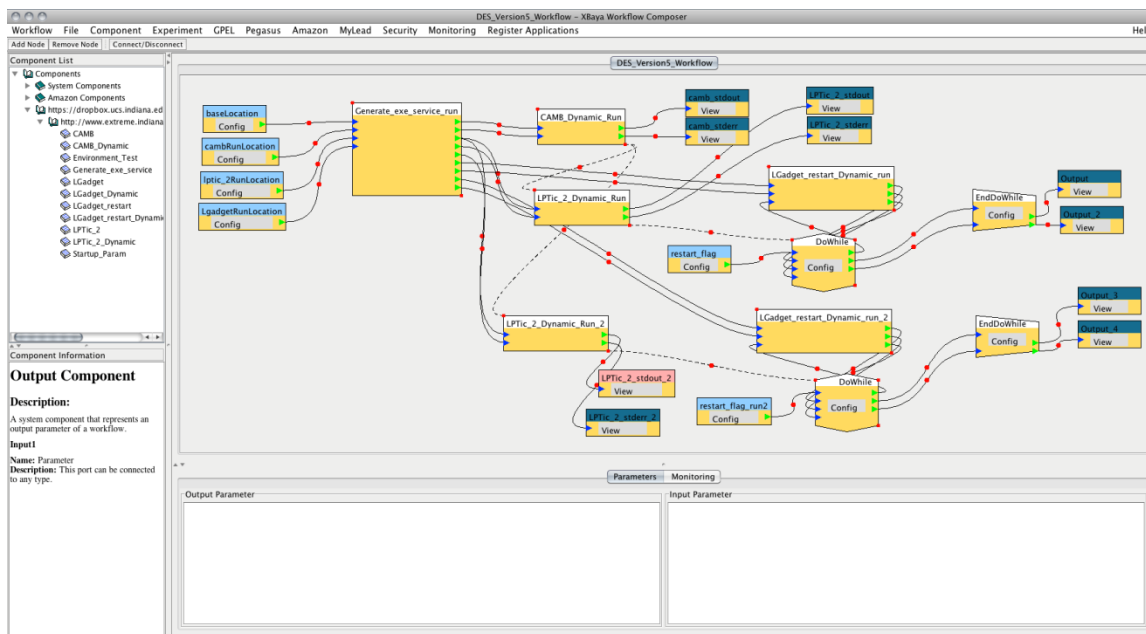 DES_Version5_Workflow – XBaya Workflow Composer
Workflow File Component Experiment GPEL Pegasus Amazon MyLead Security Monitoring Register Applications Hel
Add Node Remove Node Connect/Disconnect
Component List
Components
System Components
Amazon Components
https://dropbox.ucs.indiana.ed
http://www.extreme.indiana
CAMB
CAMB_Dynamic
Environment_Test
Generate_exe_service
LGadget
LGadget_Dynamic
LGadget_restart
LGadget_restart_Dynamic
LPTic_2
LPTic_2_Dynamic
Startup_Param
Component Information
Output Component
Description:
A system component that represents an
output parameter of a workflow.
Input1
Name: Parameter
Description: This port can be connected
to any type.
DES_Version5_Workflow
baseLocation
Config
cambRunLocation
Config
lptic_2RunLocation
Config
LgadgetRunLocation
Config
Generate_exe_service_run
CAMB_Dynamic_Run
camb_stdout
View
camb_stderr
View
LPTic_2_stdout
View
LPTic_2_stderr
View
LPTic_2_Dynamic_Run
LGadget_restart_Dynamic_run
restart_flag
Config
DoWhile
Config
EndDoWhile
Config
Output
View
Output_2
View
LPTic_2_Dynamic_Run_2
LPTic_2_stdout_2
View
LPTic_2_stderr_2
View
LGadget_restart_Dynamic_run_2
restart_flag_run2
Config
DoWhile
Config
EndDoWhile
Config
Output_3
View
Output_4
View
Parameters Monitoring
Output Parameter
Input Parameter